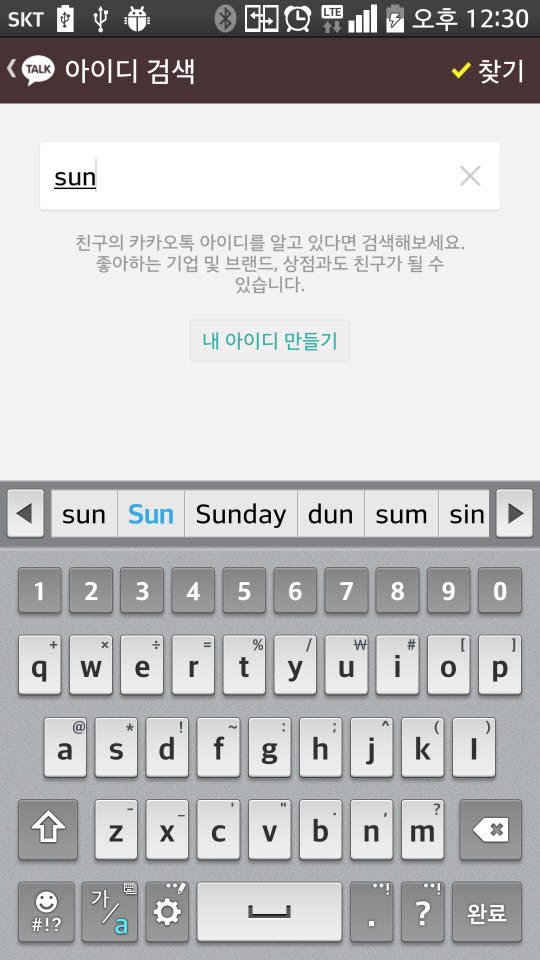 SKT LTE 오후 12:30
TALK 아이디 검색 찾기
sun
친구의 카카오톡 아이디를 알고 있다면 검색해보세요.
좋아하는 기업 및 브랜드, 상점과도 친구가 될 수
있습니다.
내 아이디 만들기
sun Sun Sunday dun sum sin
1 2 3 4 5 6 7 8 9 0
+ × ÷ = % / ₩ # [ ]
q w e r t y u i o p
@ * ! ~ : ; ^ ( )
a s d f g h j k l
- _ ' " . , ?
z x c v b n m
#!? 가/a . ? 완료